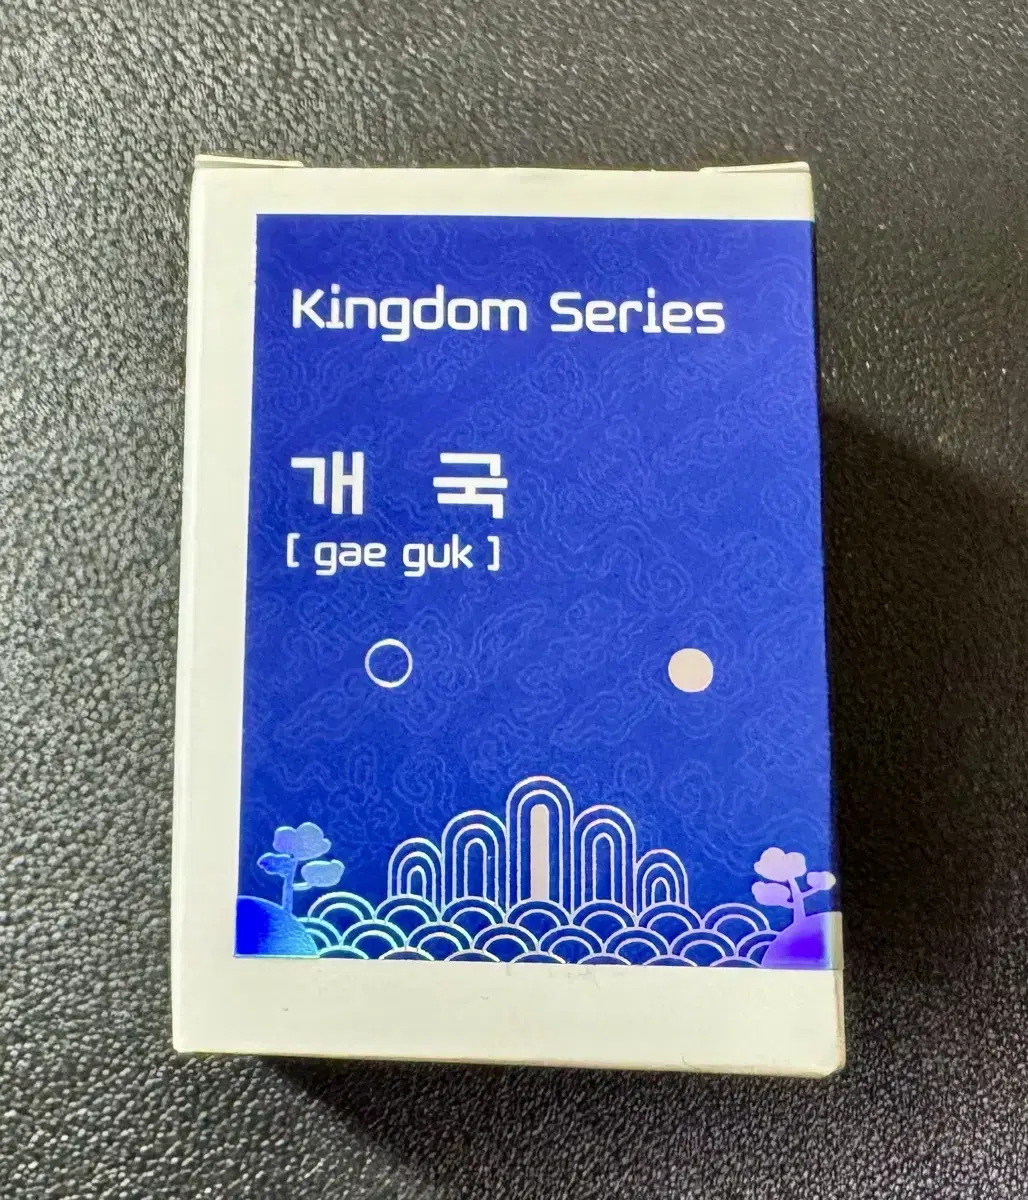 Kingdom Series
개 국
[ gae guk ]